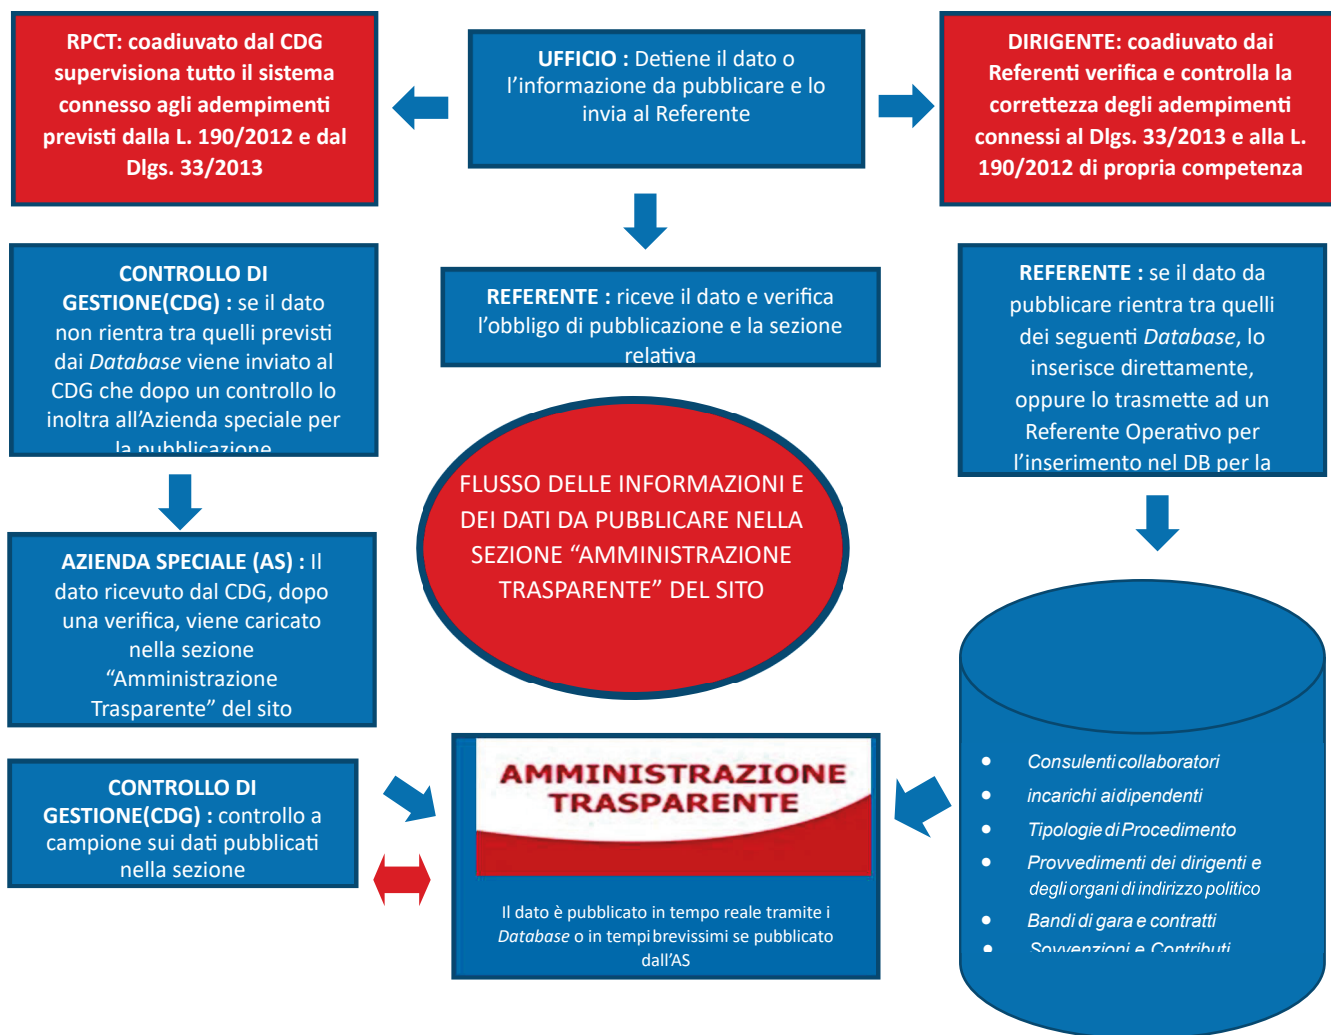 RPCT: coadiuvato dal CDG
supervisiona tutto il sistema
connesso agli adempimenti
previsti dalla L. 190/2012 e dal
Dlgs. 33/2013
UFFICIO : Detiene il dato o
l’informazione da pubblicare e lo
invia al Referente
DIRIGENTE: coadiuvato dai
Referenti verifica e controlla la
correttezza degli adempimenti
connessi al Dlgs. 33/2013 e alla L.
190/2012 di propria competenza
CONTROLLO DI
GESTIONE(CDG) : se il dato
non rientra tra quelli previsti
dai Database viene inviato al
CDG che dopo un controllo lo
inoltra all’Azienda speciale per
la pubblicazione
REFERENTE : riceve il dato e verifica
l’obbligo di pubblicazione e la sezione
relativa
REFERENTE : se il dato da
pubblicare rientra tra quelli
dei seguenti Database, lo
inserisce direttamente,
oppure lo trasmette ad un
Referente Operativo per
l’inserimento nel DB per la
FLUSSO DELLE INFORMAZIONI E
DEI DATI DA PUBBLICARE NELLA
SEZIONE “AMMINISTRAZIONE
TRASPARENTE” DEL SITO
AZIENDA SPECIALE (AS) : Il
dato ricevuto dal CDG, dopo
una verifica, viene caricato
nella sezione
“Amministrazione
Trasparente” del sito
CONTROLLO DI
GESTIONE(CDG) : controllo a
campione sui dati pubblicati
nella sezione
AMMINISTRAZIONE
TRASPARENTE
Il dato è pubblicato in tempo reale tramite i
Database o in tempi brevissimi se pubblicato
dall’AS
• Consulenti collaboratori
• incarichi ai dipendenti
• Tipologie di Procedimento
• Provvedimenti dei dirigenti e
degli organi di indirizzo politico
• Bandi di gara e contratti
• Sovvenzioni e Contributi